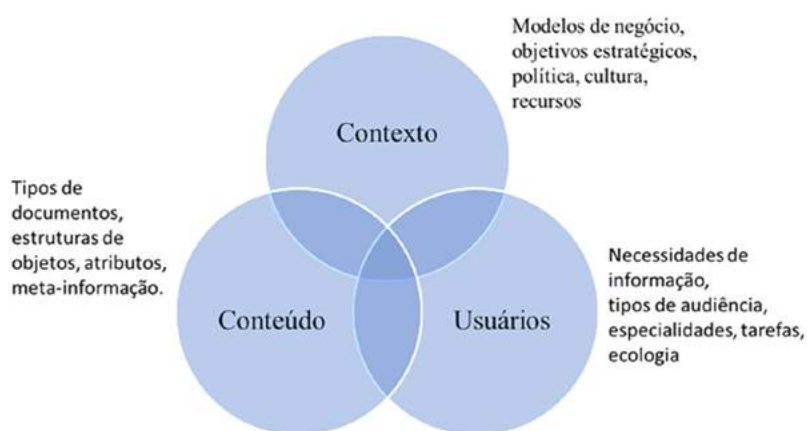 Modelos de negócio,
objetivos estratégicos,
política, cultura,
recursos
Contexto
Tipos de
documentos,
estruturas de
objetos, atributos,
meta-informação.
Conteúdo
Usuários
Necessidades de
informação,
tipos de audiência,
especialidades, tarefas,
ecologia